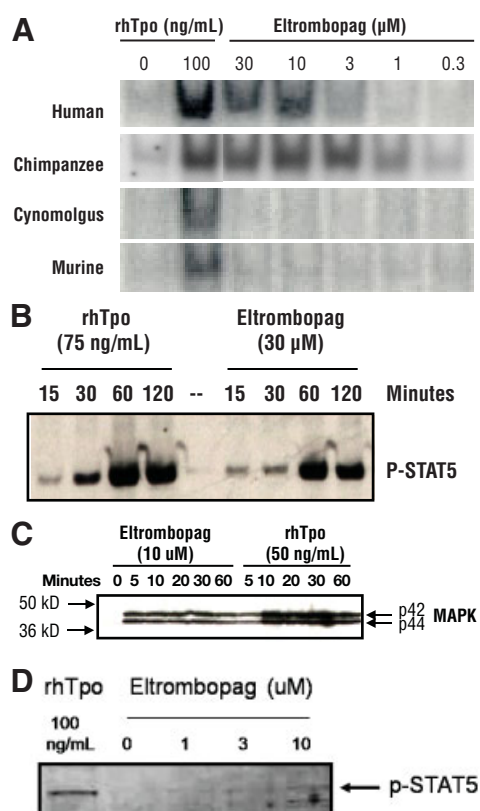 A
rhTpo (ng/mL) Eltrombopag (µM)
0 100 30 10 3 1 0.3
Human
Chimpanzee
Cynomolgus
Murine
B
rhTpo Eltrombopag
(75 ng/mL) (30 µM)
15 30 60 120 -- 15 30 60 120 Minutes
P-STAT5
C
Eltrombopag rhTpo
(10 uM) (50 ng/mL)
Minutes 0 5 10 20 30 60 5 10 20 30 60
50 kD
p42
MAPK
p44
36 kD
D
rhTpo Eltrombopag (uM)
100
ng/mL 0 1 3 10
p-STAT5